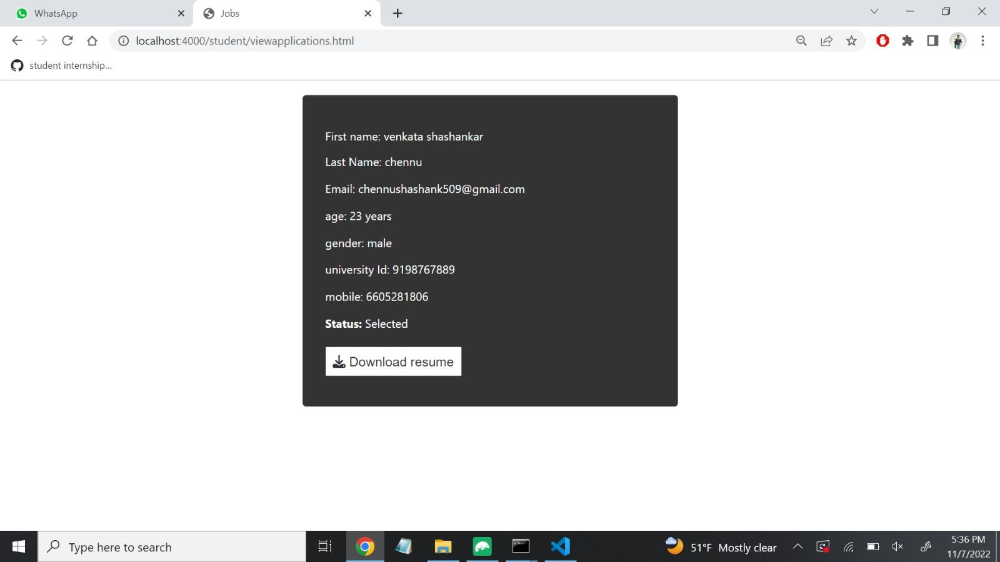 WhatsApp
Jobs
localhost:4000/student/viewapplications.html
student internship...
First name: venkata shashankar
Last Name: chennu
Email: chennushashank509@gmail.com
age: 23 years
gender: male
university Id: 9198767889
mobile: 6605281806
Status: Selected
Download resume
Type here to search
51°F Mostly clear
5:36 PM
11/7/2022